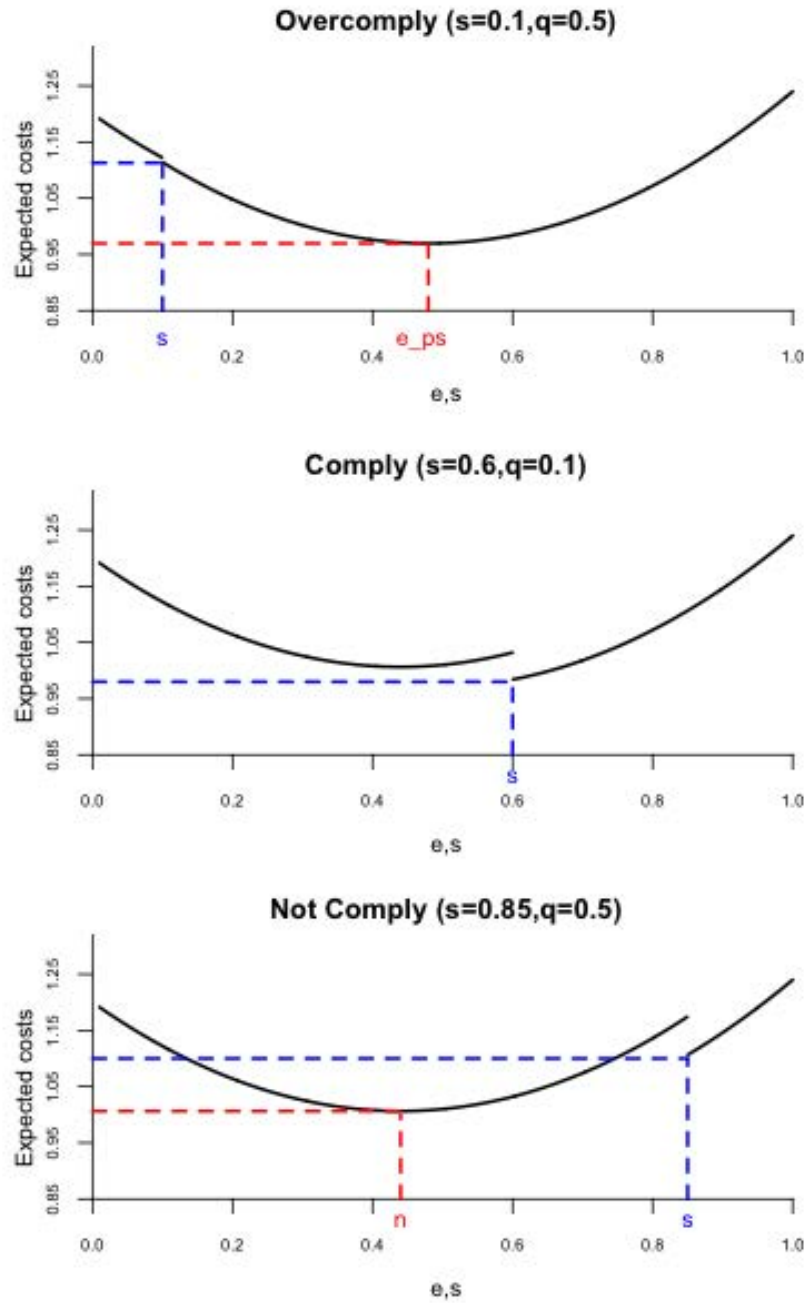 Overcomply (s=0.1,q=0.5)
Expected costs
1.25
1.15
1.05
0.95
0.85
s
e_ps
0.0 0.2 0.4 0.6 0.8 1.0
e,s
Comply (s=0.6,q=0.1)
Expected costs
1.25
1.15
1.05
0.95
0.85
s
0.0 0.2 0.4 0.6 0.8 1.0
e,s
Not Comply (s=0.85,q=0.5)
Expected costs
1.25
1.15
1.05
0.95
0.85
n
s
0.0 0.2 0.4 0.6 0.8 1.0
e,s